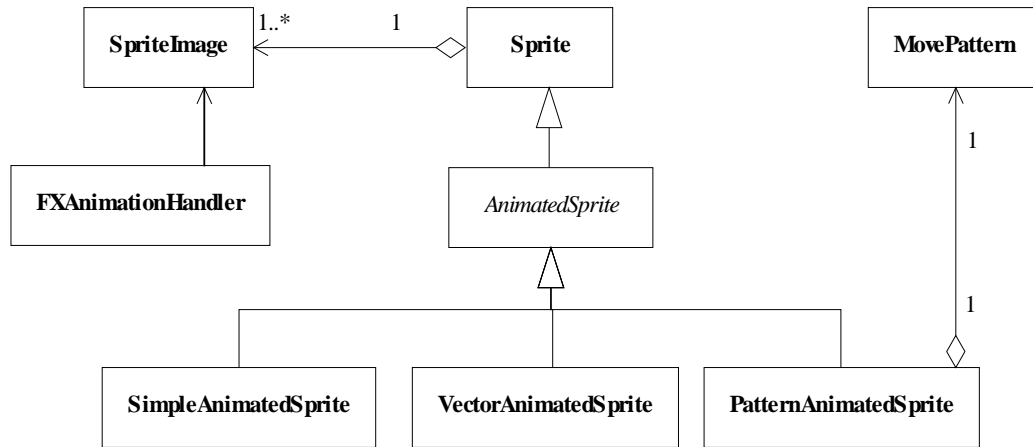 1..* 1
SpriteImage
Sprite
MovePattern
1
FXAnimationHandler
AnimatedSprite
1
SimpleAnimatedSprite
VectorAnimatedSprite
PatternAnimatedSprite